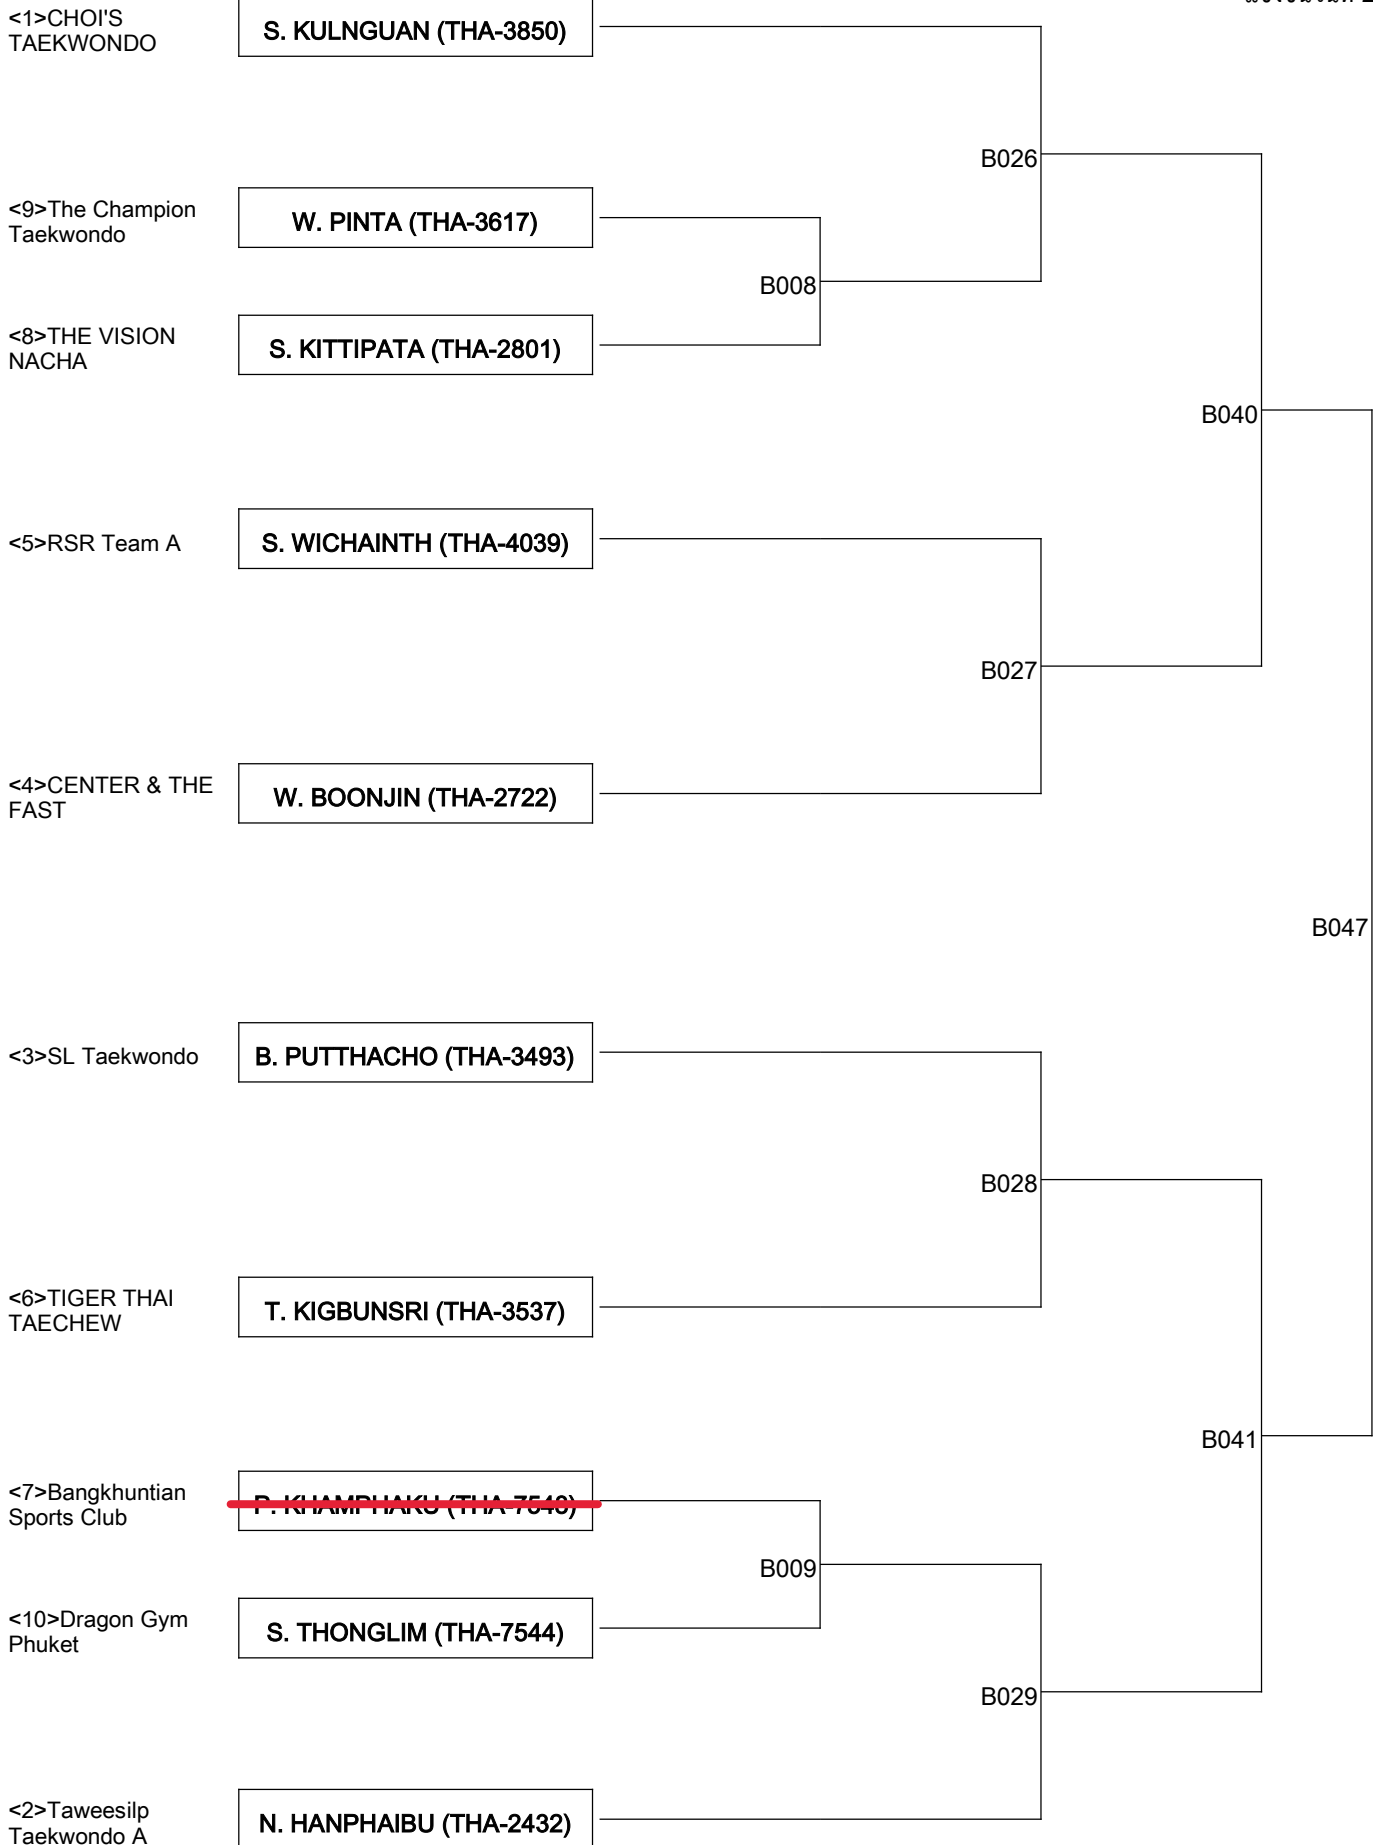 <1>CHOI'S
TAEKWONDO
S. KULNGUAN (THA-3850)
B026
<9>The Champion
Taekwondo
W. PINTA (THA-3617)
B008
<8>THE VISION
NACHA
S. KITTIPATA (THA-2801)
B040
<5>RSR Team A
S. WICHAINTH (THA-4039)
B027
<4>CENTER & THE
FAST
W. BOONJIN (THA-2722)
B047
<3>SL Taekwondo
B. PUTTHACHO (THA-3493)
B028
<6>TIGER THAI
TAECHEW
T. KIGBUNSRI (THA-3537)
B041
<7>Bangkhuntian
Sports Club
P. KHAMPHAKU
B009
<10>Dragon Gym
Phuket
S. THONGLIM (THA-7544)
B029
<2>Taweesilp
Taekwondo A
N. HANPHAIBU (THA-2432)